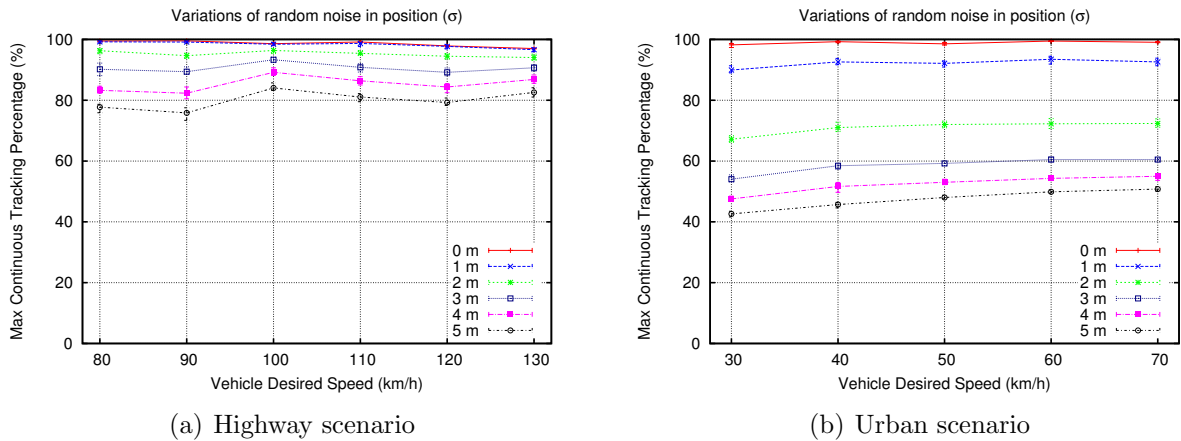 Variations of random noise in position (σ)
Max Continuous Tracking Percentage (%)
100
80
60
40
20
0
0 m
1 m
2 m
3 m
4 m
5 m
80 90 100 110 120 130
Vehicle Desired Speed (km/h)
(a) Highway scenario
Variations of random noise in position (σ)
Max Continuous Tracking Percentage (%)
100
80
60
40
20
0
0 m
1 m
2 m
3 m
4 m
5 m
30 40 50 60 70
Vehicle Desired Speed (km/h)
(b) Urban scenario